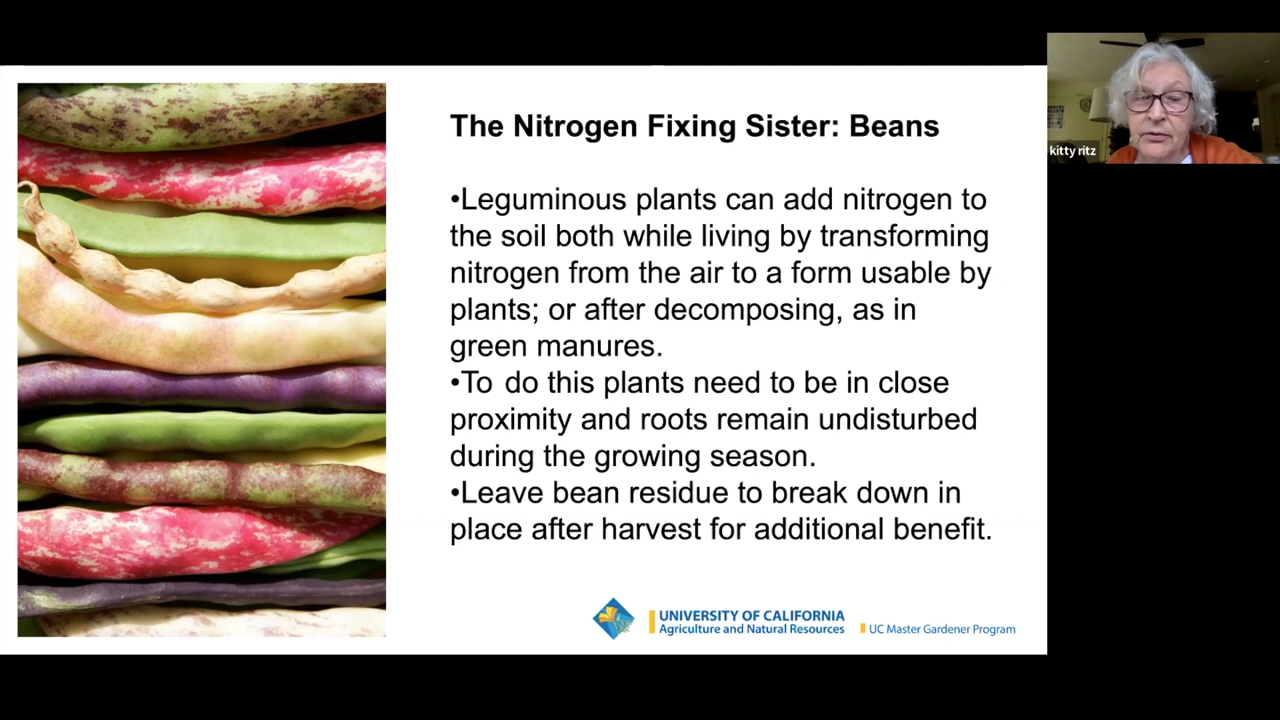 The Nitrogen Fixing Sister: Beans
•Leguminous plants can add nitrogen to
the soil both while living by transforming
nitrogen from the air to a form usable by
plants; or after decomposing, as in
green manures.
•To do this plants need to be in close
proximity and roots remain undisturbed
during the growing season.
•Leave bean residue to break down in
place after harvest for additional benefit.
UNIVERSITY OF CALIFORNIA
Agriculture and Natural Resources
UC Master Gardener Program
kitty ritz